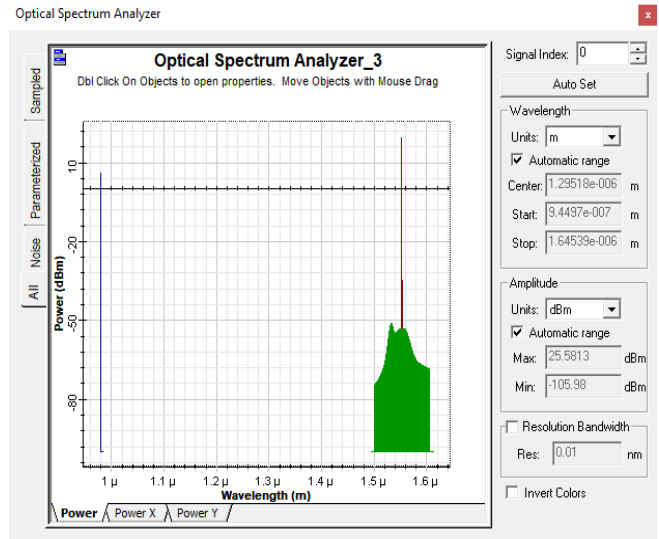 Optical Spectrum Analyzer
x
Optical Spectrum Analyzer_3
Dbl Click On Objects to open properties. Move Objects with Mouse Drag
Sampled
Parameterized
Noise
All
Power (dBm)
10
-20
-50
-80
1 µ
1.1 µ
1.2 µ
1.3 µ
1.4 µ
1.5 µ
1.6 µ
Wavelength (m)
Power
Power X
Power Y
Signal Index: 0
Auto Set
Wavelength
Units: m
Automatic range
Center: 1.29518e-006 m
Start: 9.4497e-007 m
Stop: 1.64539e-006 m
Amplitude
Units: dBm
Automatic range
Max: 25.5813 dBm
Min: -105.98 dBm
Resolution Bandwidth
Res: 0.01 nm
Invert Colors